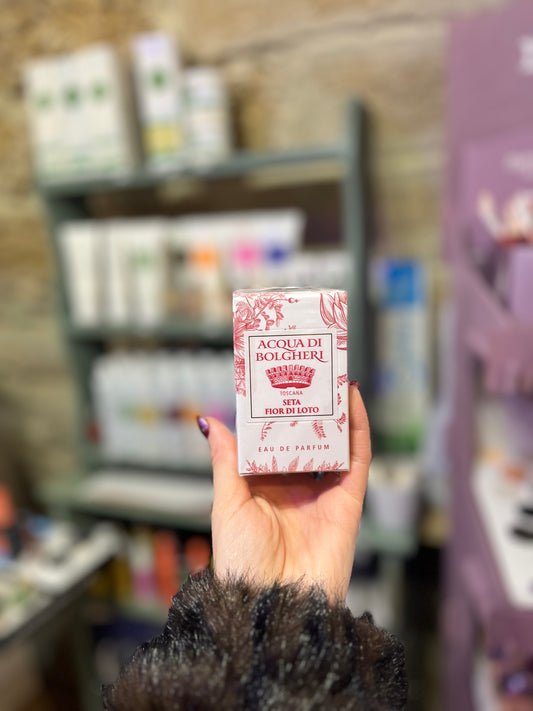 ACQUA DI
BOLGHERI
TOSCANA
SETA
FIOR DI LOTO
EAU DE PARFUM